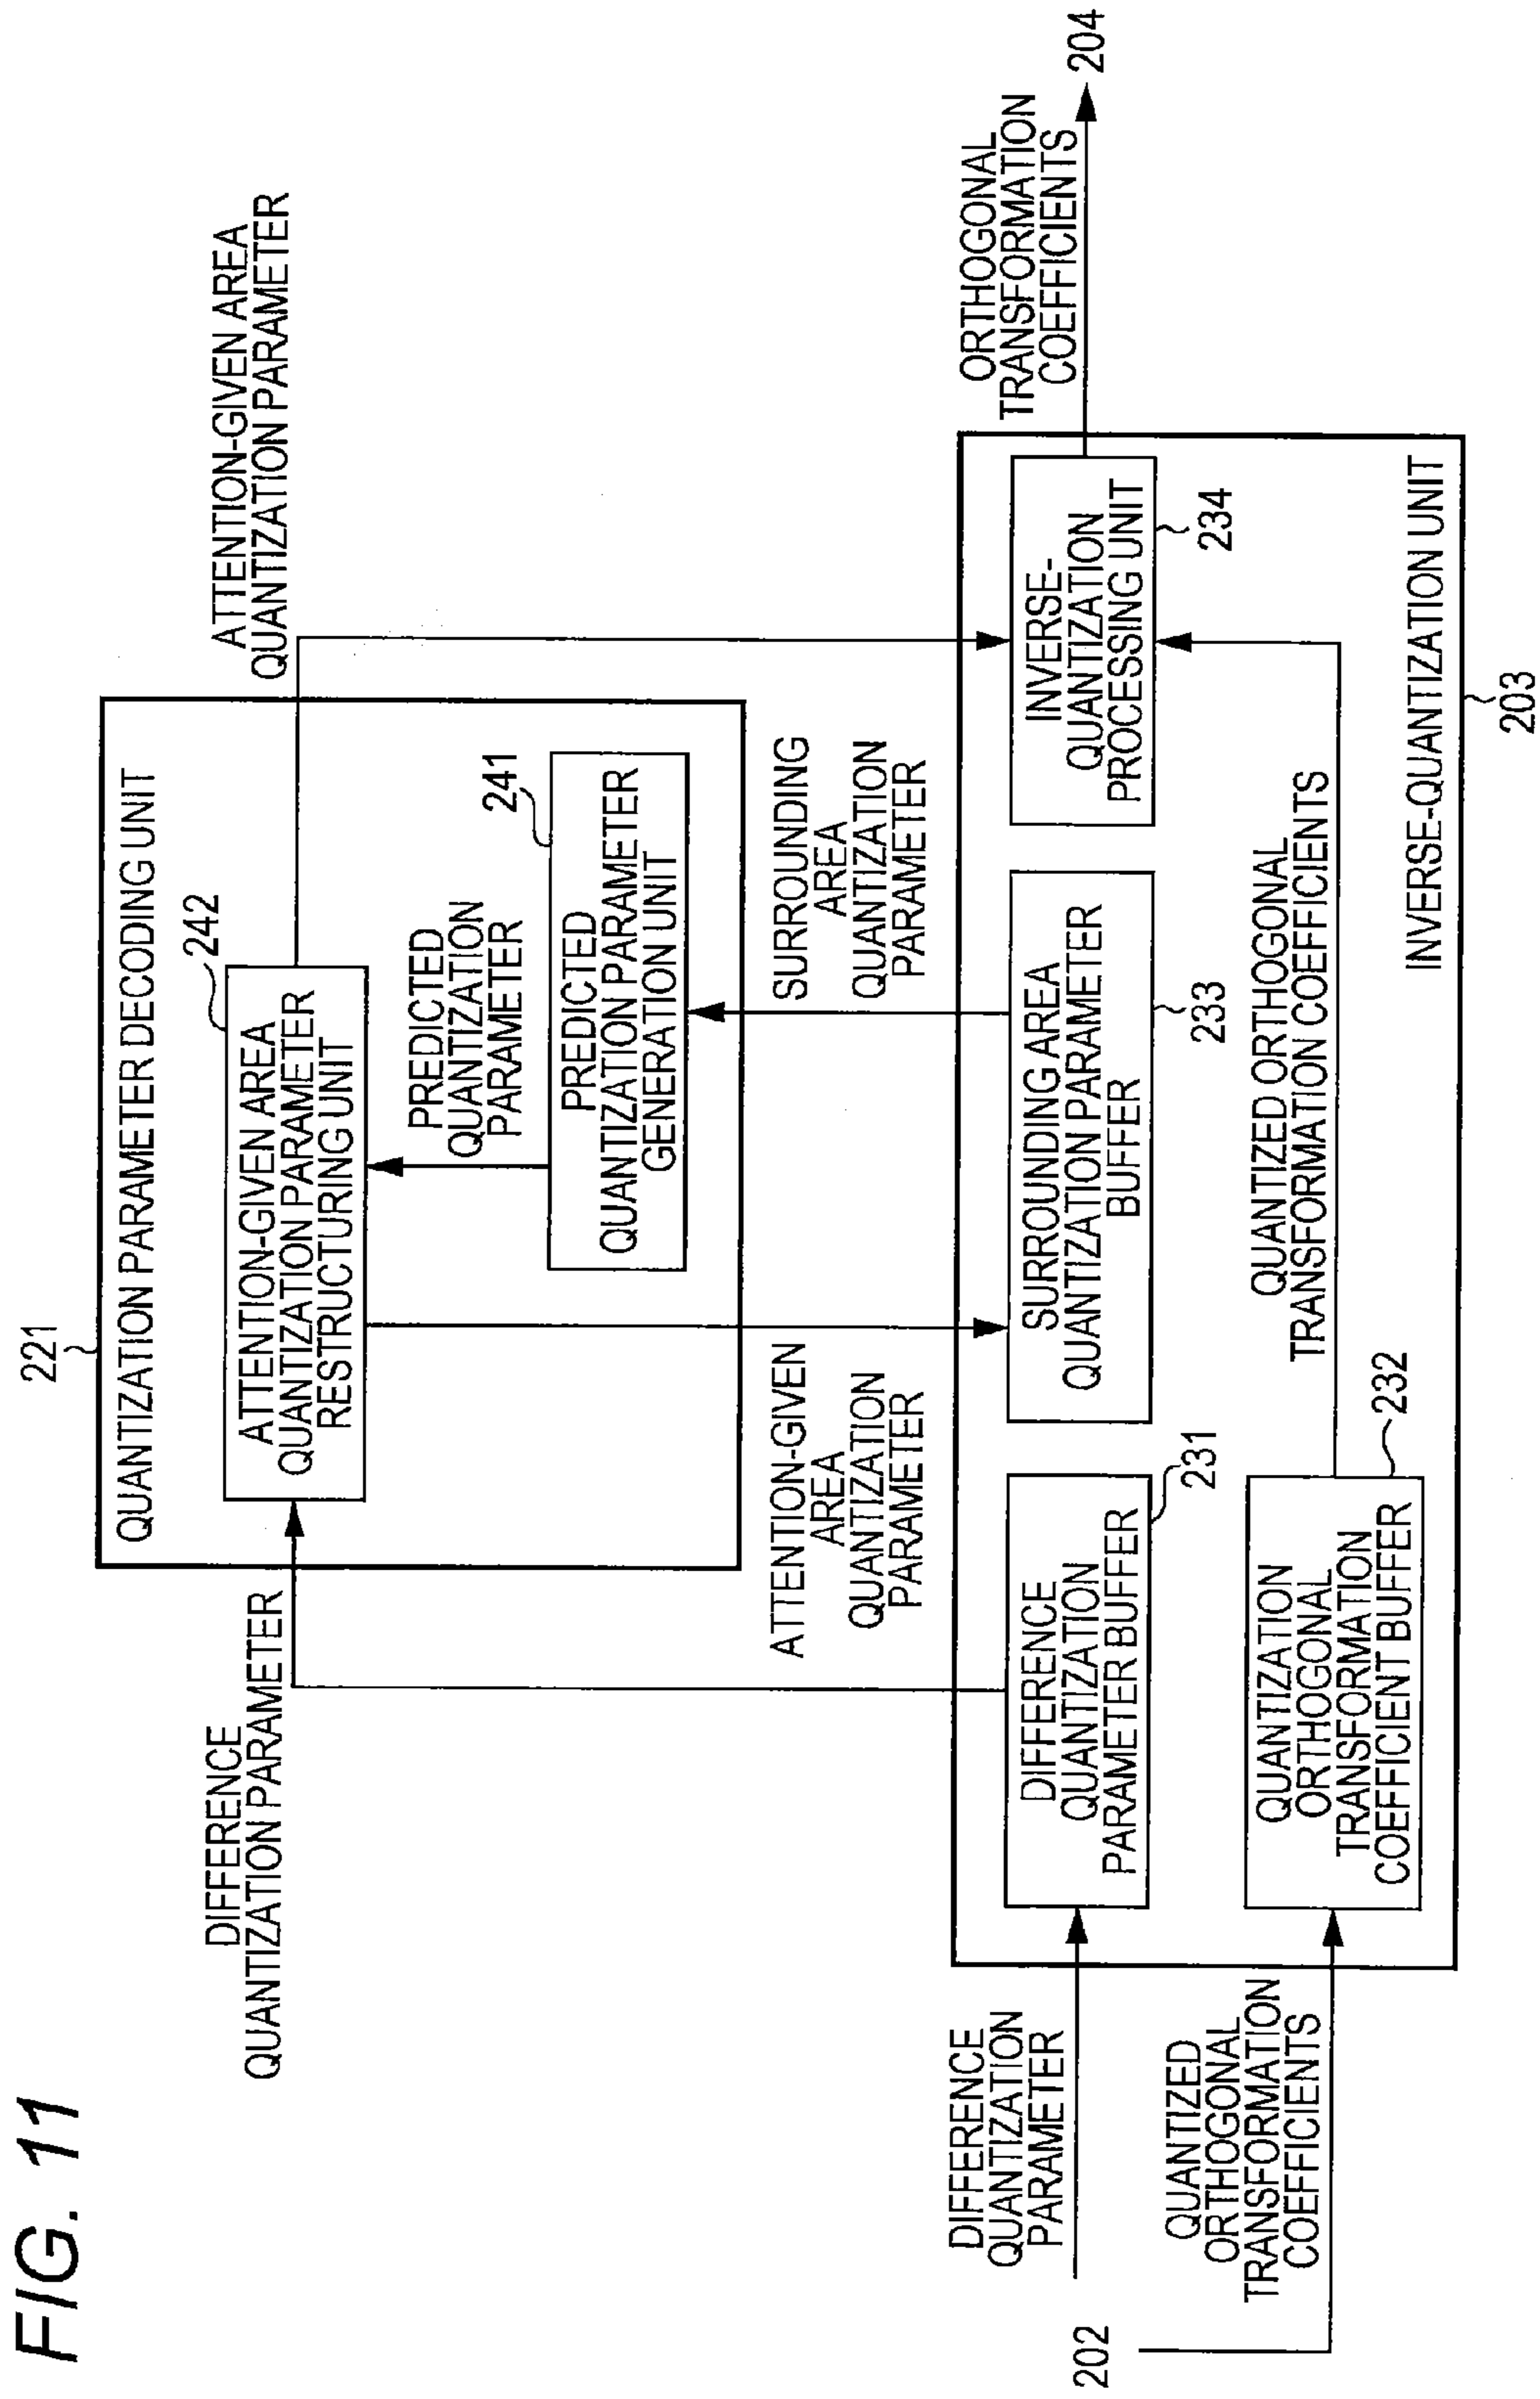 FIG. 11
221
QUANTIZATION PARAMETER DECODING UNIT
242
ATTENTION-GIVEN AREA
QUANTIZATION PARAMETER
RESTRUCTURING UNIT
DIFFERENCE
QUANTIZATION PARAMETER
ATTENTION-GIVEN AREA
QUANTIZATION PARAMETER
PREDICTED
QUANTIZATION
PARAMETER
241
PREDICTED
QUANTIZATION PARAMETER
GENERATION UNIT
ATTENTION-GIVEN
AREA
QUANTIZATION
PARAMETER
SURROUNDING
AREA
QUANTIZATION
PARAMETER
202
DIFFERENCE
QUANTIZATION
PARAMETER
QUANTIZED
ORTHOGONAL
TRANSFORMATION
COEFFICIENTS
DIFFERENCE
QUANTIZATION
PARAMETER BUFFER
231
SURROUNDING AREA
QUANTIZATION PARAMETER
BUFFER
233
INVERSE-
QUANTIZATION
PROCESSING UNIT
234
ORTHOGONAL
TRANSFORMATION
COEFFICIENTS
204
QUANTIZATION
ORTHOGONAL
TRANSFORMATION
COEFFICIENT BUFFER
232
QUANTIZED ORTHOGONAL
TRANSFORMATION COEFFICIENTS
INVERSE-QUANTIZATION UNIT
203